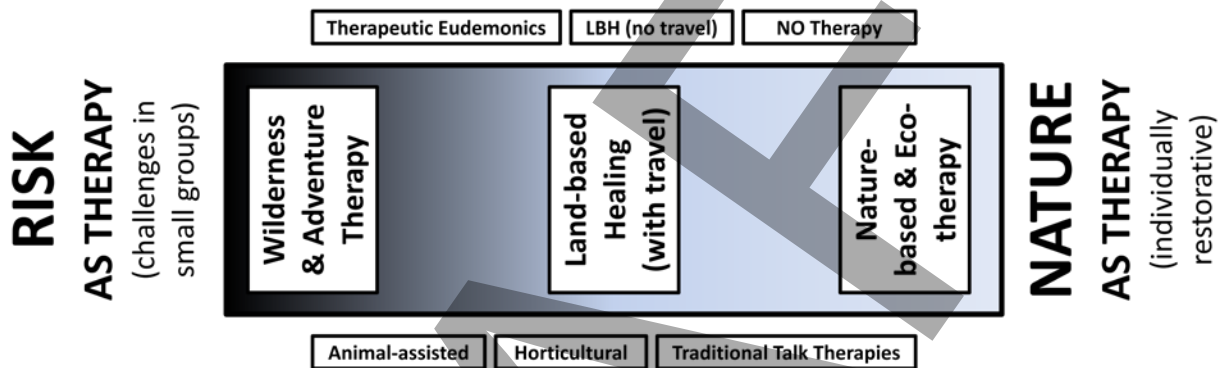 Therapeutic Eudemonics
LBH (no travel)
NO Therapy
RISK
AS THERAPY
(challenges in
small groups)
Wilderness
& Adventure
Therapy
Land-based
Healing
(with travel)
Nature-
based & Eco-
therapy
NATURE
AS THERAPY
(individually
restorative)
Animal-assisted
Horticultural
Traditional Talk Therapies